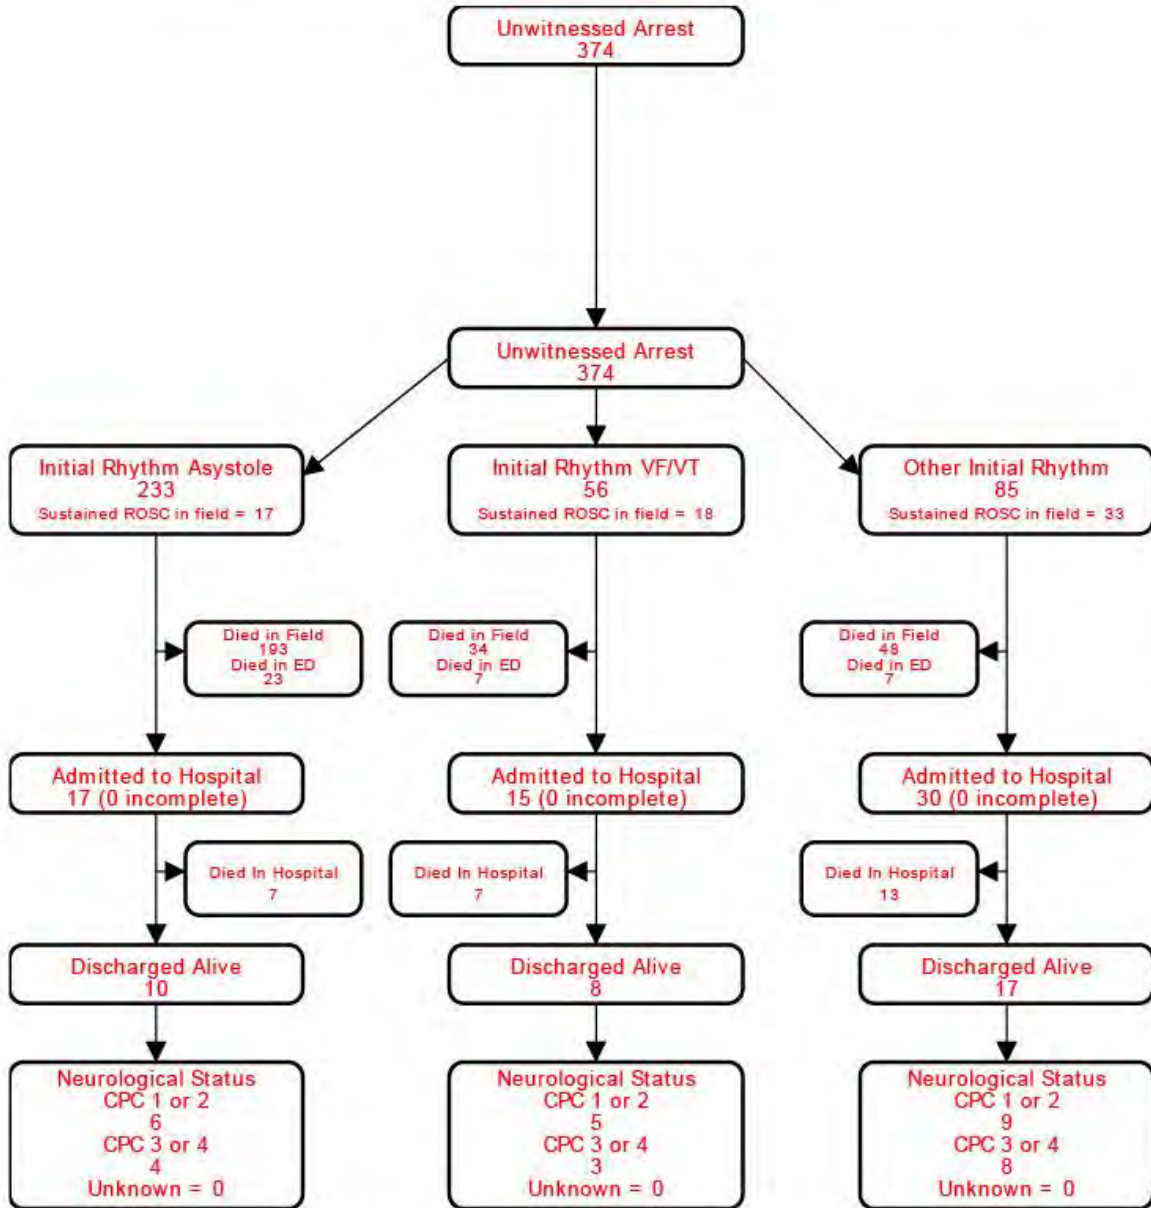 Unwitnessed Arrest
374
Unwitnessed Arrest
374
Initial Rhythm Asystole
233
Sustained ROSC in field = 17
Initial Rhythm VF/VT
56
Sustained ROSC in field = 18
Other Initial Rhythm
85
Sustained ROSC in field = 33
Died in Field
193
Died in ED
23
Died in Field
34
Died in ED
7
Died in Field
48
Died in ED
7
Admitted to Hospital
17 (0 incomplete)
Admitted to Hospital
15 (0 incomplete)
Admitted to Hospital
30 (0 incomplete)
Died In Hospital
7
Died In Hospital
7
Died In Hospital
13
Discharged Alive
10
Discharged Alive
8
Discharged Alive
17
Neurological Status
CPC 1 or 2
6
CPC 3 or 4
4
Unknown = 0
Neurological Status
CPC 1 or 2
5
CPC 3 or 4
3
Unknown = 0
Neurological Status
CPC 1 or 2
9
CPC 3 or 4
8
Unknown = 0